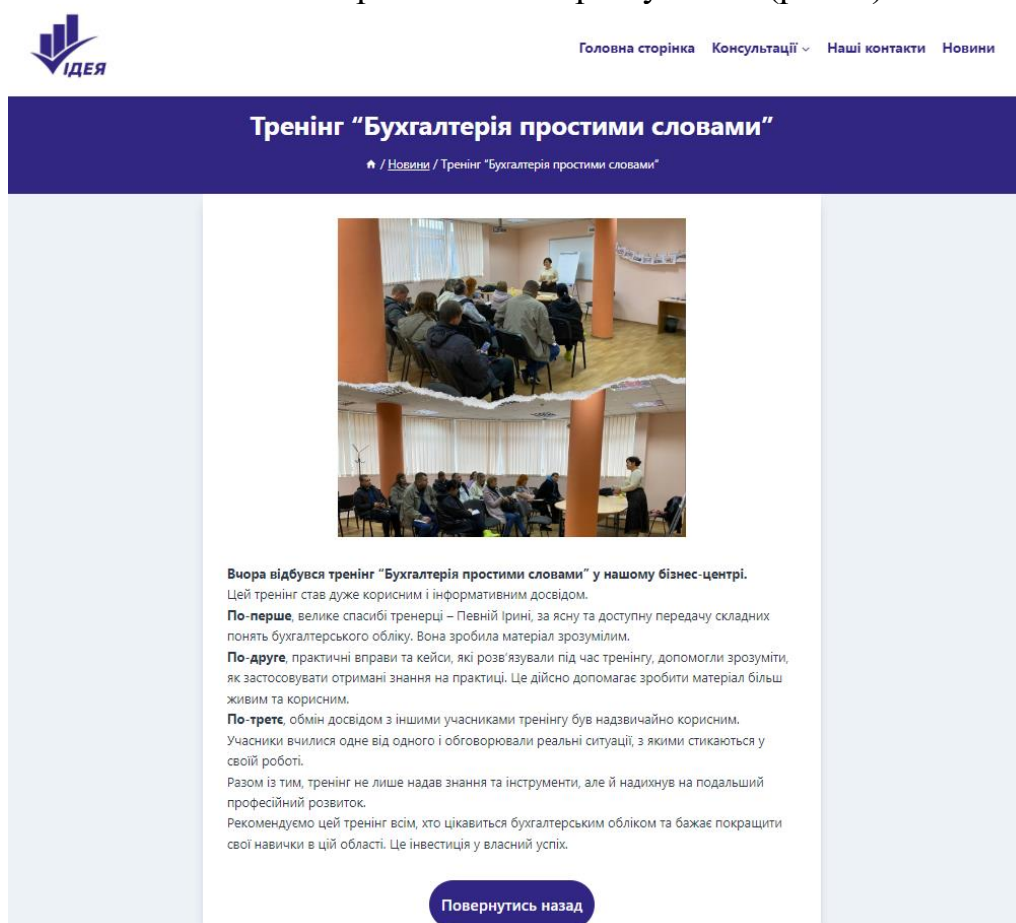 ІДЕЯ
Головна сторінка Консультації Наші контакти Новини
Тренінг “Бухгалтерія простими словами”
/ Новини / Тренінг “Бухгалтерія простими словами”
Вчора відбувся тренінг “Бухгалтерія простими словами” у нашому бізнес-центрі.
Цей тренінг став дуже корисним і інформативним досвідом.
По-перше, велике спасибі тренерці – Певній Ірині, за ясну та доступну передачу складних
понять бухгалтерського обліку. Вона зробила матеріал зрозумілим.
По-друге, практичні вправи та кейси, які розв’язували під час тренінгу, допомогли зрозуміти,
як застосовувати отримані знання на практиці. Це дійсно допомагає зробити матеріал більш
живим та корисним.
По-третє, обмін досвідом з іншими учасниками тренінгу був надзвичайно корисним.
Учасники вчилися одне від одного і обговорювали реальні ситуації, з якими стикаються у
своїй роботі.
Разом із тим, тренінг не лише надав знання та інструменти, але й надихнув на подальший
професійний розвиток.
Рекомендуємо цей тренінг всім, хто цікавиться бухгалтерським обліком та бажає покращити
свої навички в цій області. Це інвестиція у власний успіх.
Повернутись назад